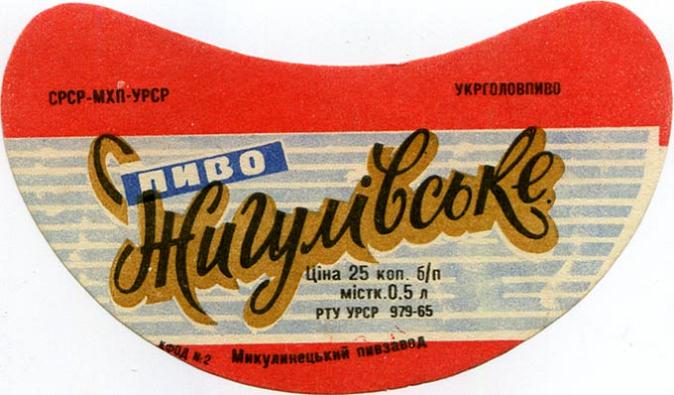 СРСР-МХП-УРСР
УКРГОЛОВПИВО
пиво
Жигулівське
Ціна 25 коп. б/п
містк.0.5 л
РТУ УРСР 979-65
КФОД №2 Микулинецький пивзавод